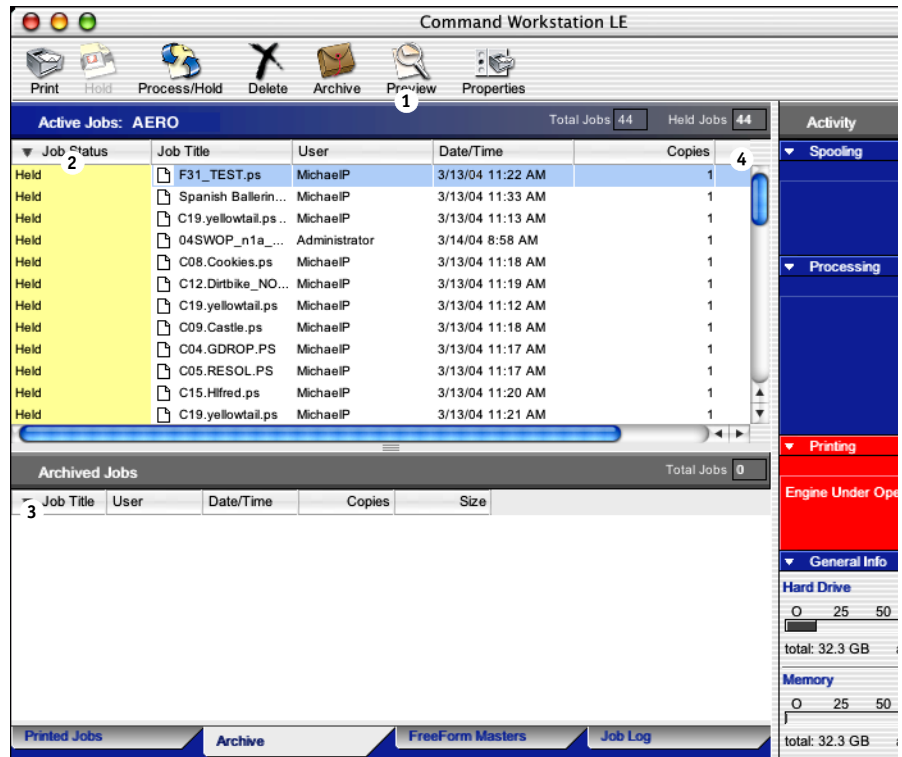 Command Workstation LE
Print Hold Process/Hold Delete Archive Preview Properties
1
Active Jobs: AERO Total Jobs 44 Held Jobs 44
Job Status Job Title User Date/Time Copies
2
4
Held F31_TEST.ps MichaelP 3/13/04 11:22 AM 1
Held Spanish Ballerin... MichaelP 3/13/04 11:33 AM 1
Held C19.yellowtail.ps.. MichaelP 3/13/04 11:13 AM 1
Held 04SWOP_n1a_... Administrator 3/14/04 8:58 AM 1
Held C08.Cookies.ps MichaelP 3/13/04 11:18 AM 1
Held C12.Dirtbike_NO... MichaelP 3/13/04 11:19 AM 1
Held C19.yellowtail.ps MichaelP 3/13/04 11:12 AM 1
Held C09.Castle.ps MichaelP 3/13/04 11:18 AM 1
Held C04.GDROP.PS MichaelP 3/13/04 11:17 AM 1
Held C05.RESOL.PS MichaelP 3/13/04 11:17 AM 1
Held C15.Hlfred.ps MichaelP 3/13/04 11:20 AM 1
Held C19.yellowtail.ps MichaelP 3/13/04 11:21 AM 1
Archived Jobs Total Jobs 0
Job Title User Date/Time Copies Size
3
Printed Jobs Archive FreeForm Masters Job Log
Activity
Spooling
Processing
Printing
Engine Under Ope
General Info
Hard Drive
0 25 50
total: 32.3 GB a
Memory
0 25 50
total: 32.3 GB a